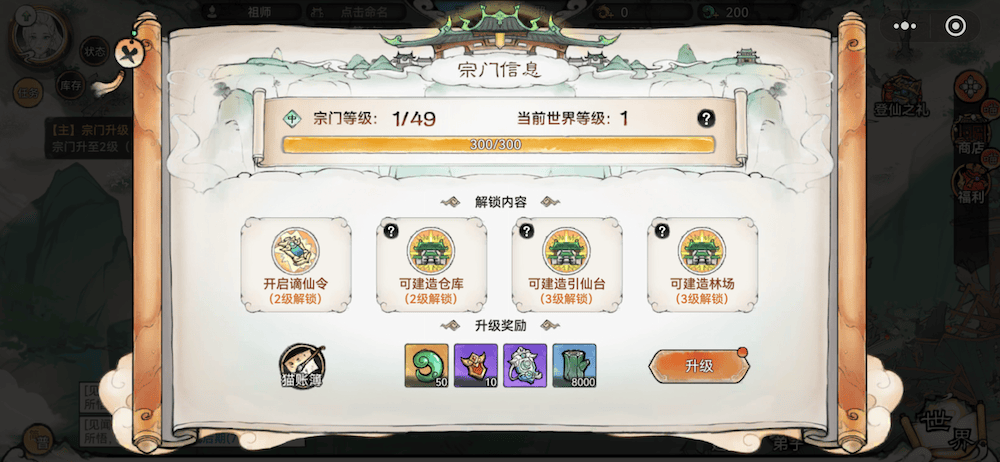 祖师
点击命名
0
200
状态
任务
库存
【主】宗门升级
宗门升至2级（
宗门信息
中
宗门等级：1/49
当前世界等级：1
?
300/300
登仙之礼
商店
福利
解锁内容
开启谪仙令
（2级解锁）
?
可建造仓库
（2级解锁）
?
可建造引仙台
（3级解锁）
?
可建造林场
（3级解锁）
升级奖励
猫账簿
50
10
8000
升级
世界
弟子